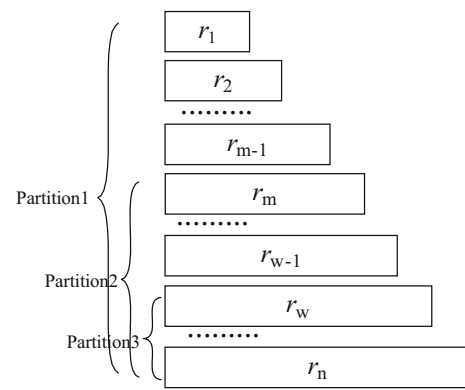 r1
r2
.........
rm-1
Partition1
rm
.........
rw-1
Partition2
rw
.........
Partition3
rn